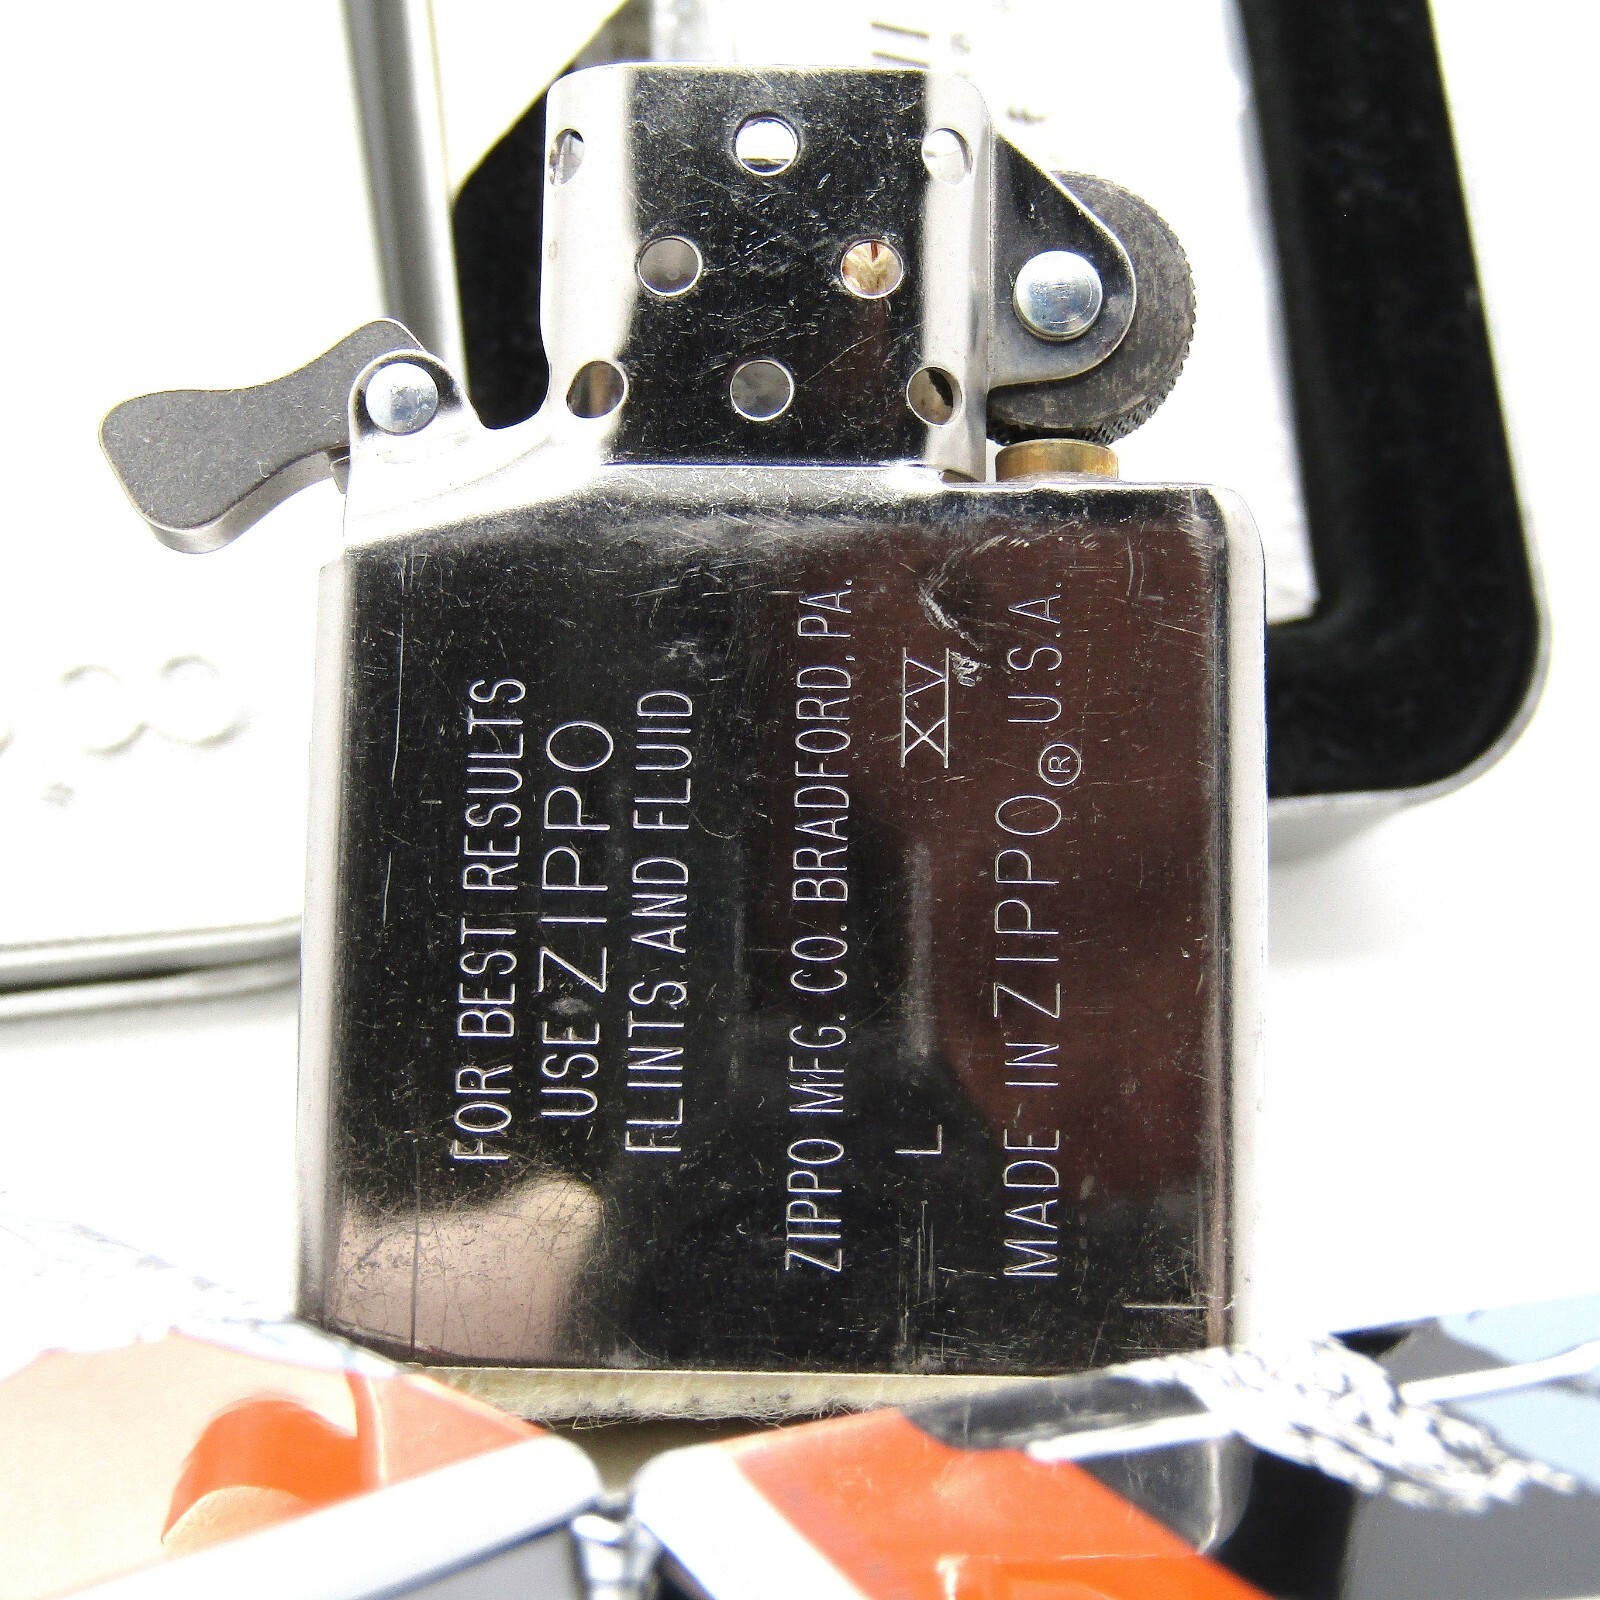 FOR BEST RESULTS
USE ZIPPO
FLINTS AND FLUID
ZIPPO MFG. CO. BRADFORD, PA.
L XV
MADE IN ZIPPO® U.S.A.